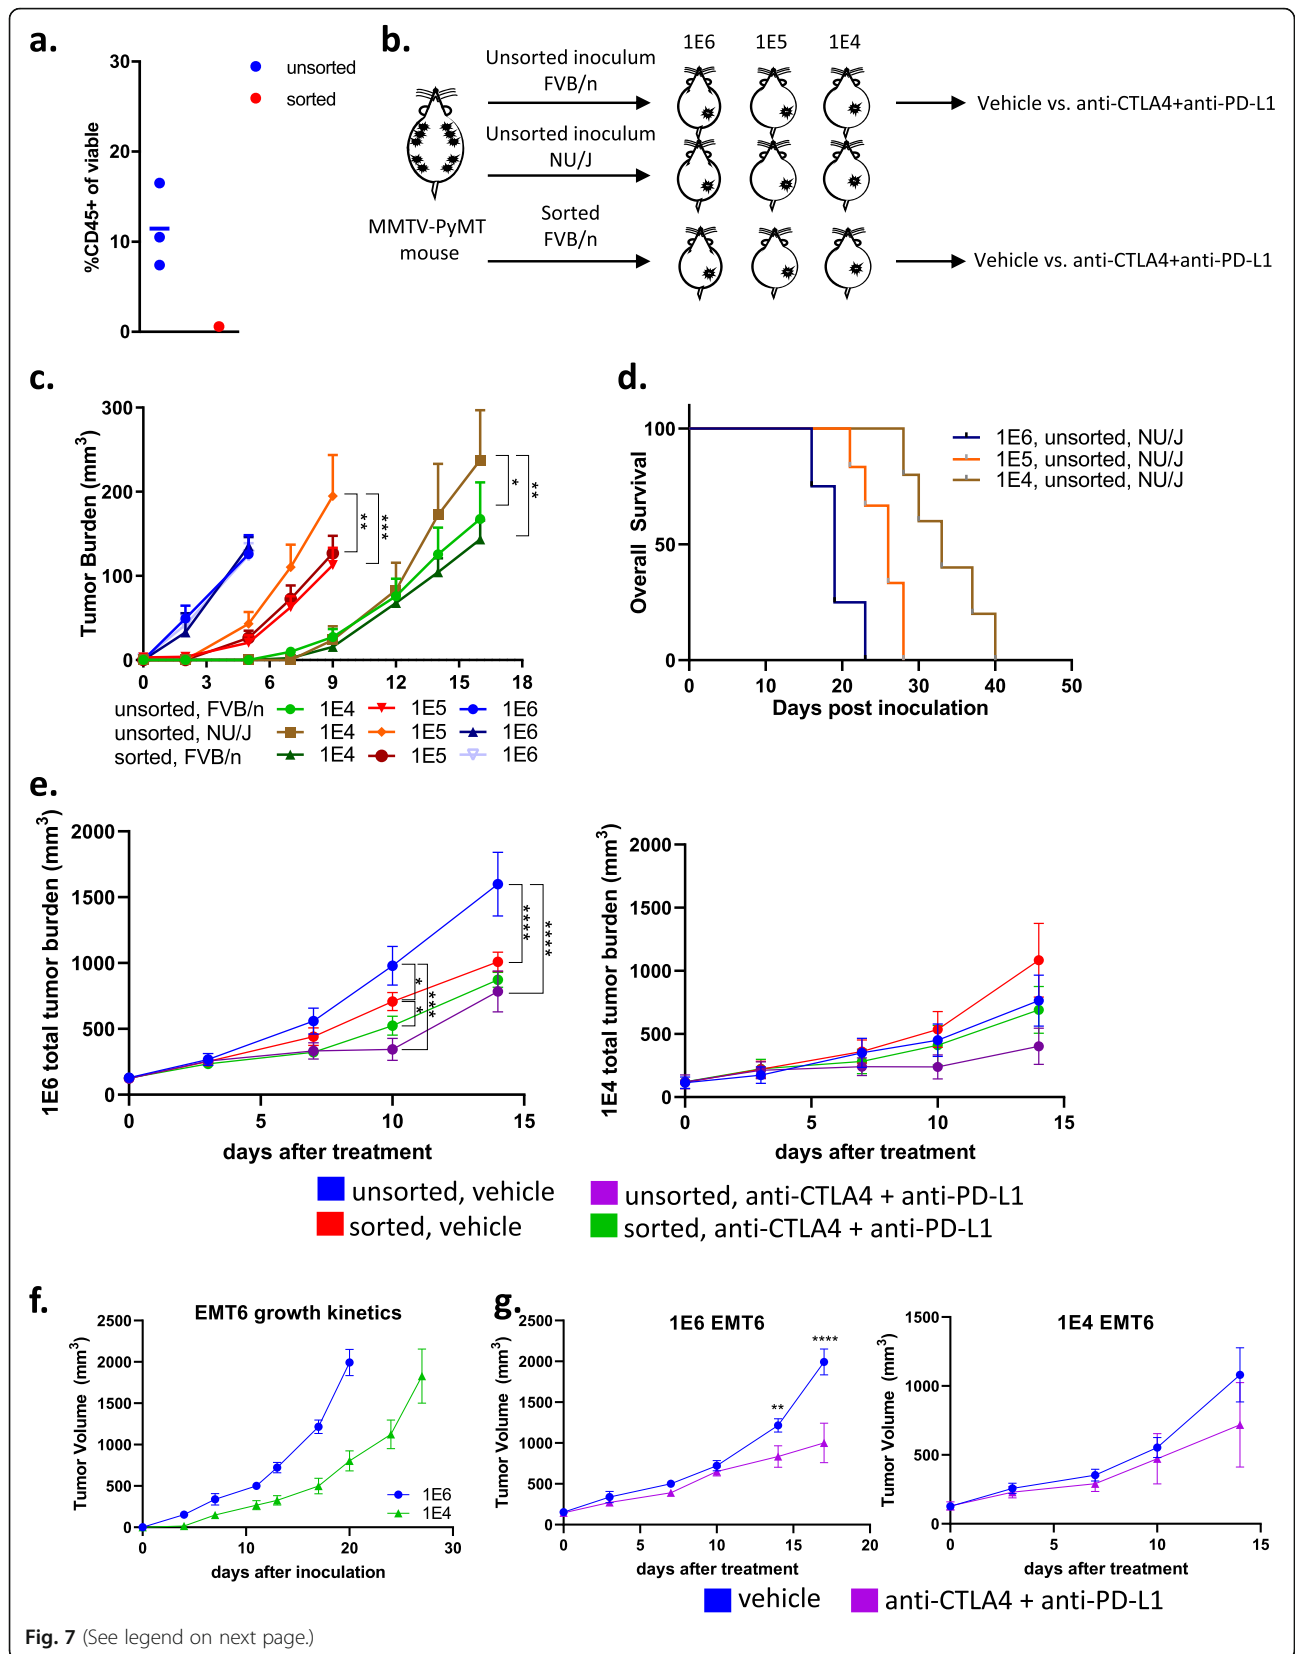 a.
30
20
10
0
%CD45+ of viable
unsorted
sorted
b.
1E6 1E5 1E4
Unsorted inoculum
FVB/n
Vehicle vs. anti-CTLA4+anti-PD-L1
Unsorted inoculum
NU/J
MMTV-PyMT
mouse
Sorted
FVB/n
Vehicle vs. anti-CTLA4+anti-PD-L1
c.
Tumor Burden (mm3)
300
200
100
0
0 3 6 9 12 15 18
** *** * **
unsorted, FVB/n 1E4 1E5 1E6
unsorted, NU/J 1E4 1E5 1E6
sorted, FVB/n 1E4 1E5 1E6
d.
Overall Survival
100
50
0
0 10 20 30 40 50
Days post inoculation
1E6, unsorted, NU/J
1E5, unsorted, NU/J
1E4, unsorted, NU/J
e.
1E6 total tumor burden (mm3)
2000
1500
1000
500
0
0 5 10 15
days after treatment
* * *** **** ****
1E4 total tumor burden (mm3)
2000
1500
1000
500
0
0 5 10 15
days after treatment
unsorted, vehicle
unsorted, anti-CTLA4 + anti-PD-L1
sorted, vehicle
sorted, anti-CTLA4 + anti-PD-L1
f.
EMT6 growth kinetics
Tumor Volume (mm3)
2500
2000
1500
1000
500
0
0 10 20 30
days after inoculation
1E6
1E4
g.
1E6 EMT6
Tumor Volume (mm3)
2500
2000
1500
1000
500
0
0 5 10 15 20
days after treatment
** ****
1E4 EMT6
Tumor Volume (mm3)
1500
1000
500
0
0 5 10 15
days after treatment
vehicle
anti-CTLA4 + anti-PD-L1
Fig. 7 (See legend on next page.)